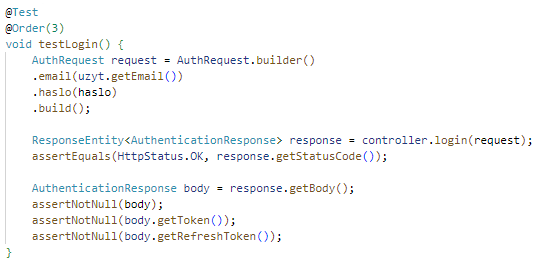 @Test
@Order(3)
void testLogin() {
    AuthRequest request = AuthRequest.builder()
    .email(uzyt.getEmail())
    .haslo(haslo)
    .build();

    ResponseEntity<AuthenticationResponse> response = controller.login(request);
    assertEquals(HttpStatus.OK, response.getStatusCode());

    AuthenticationResponse body = response.getBody();
    assertNotNull(body);
    assertNotNull(body.getToken());
    assertNotNull(body.getRefreshToken());
}